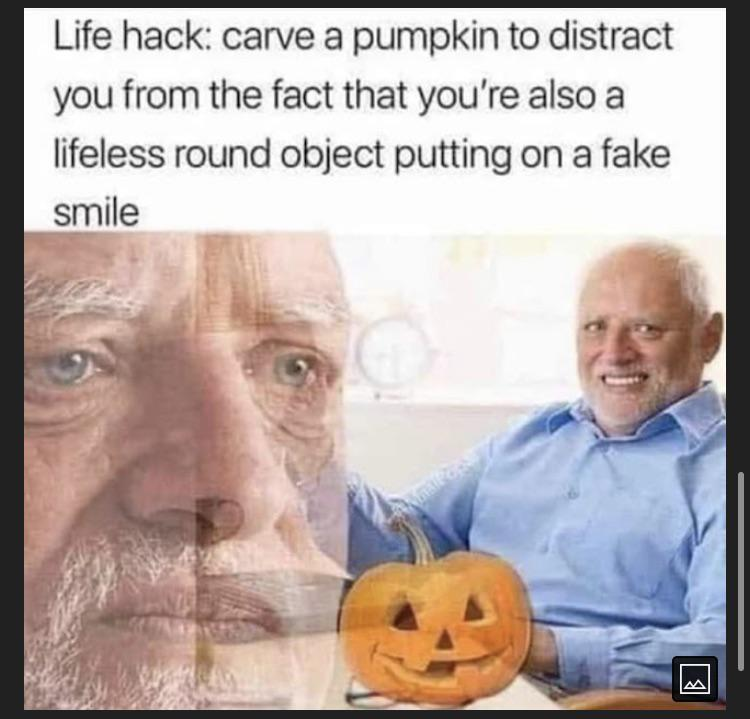 Life hack: carve a pumpkin to distract
you from the fact that you're also a
lifeless round object putting on a fake
smile